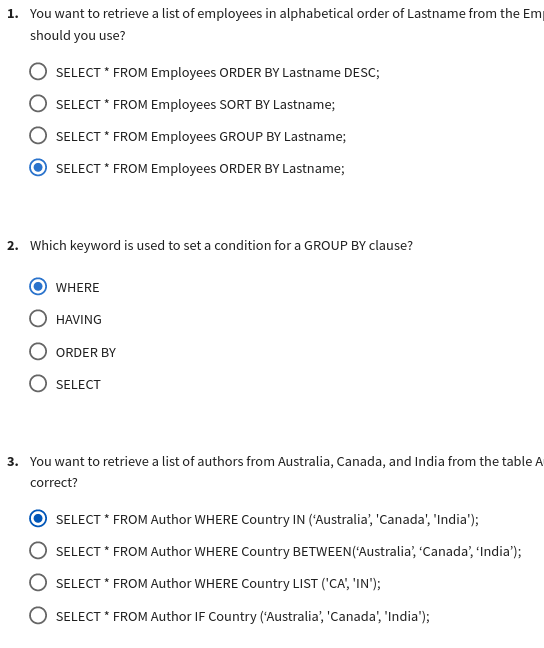 1. You want to retrieve a list of employees in alphabetical order of Lastname from the
should you use?
SELECT * FROM Employees ORDER BY Lastname DESC;
SELECT * FROM Employees SORT BY Lastname;
SELECT * FROM Employees GROUP BY Lastname;
SELECT * FROM Employees ORDER BY Lastname;
2. Which keyword is used to set a condition for a GROUP BY clause?
WHERE
HAVING
ORDER BY
SELECT
3. You want to retrieve a list of authors from Australia, Canada, and India from the table
correct?
SELECT * FROM Author WHERE Country IN (‘Australia’, 'Canada', 'India');
SELECT * FROM Author WHERE Country BETWEEN(‘Australia’, ‘Canada’, ‘India’);
SELECT * FROM Author WHERE Country LIST ('CA', 'IN');
SELECT * FROM Author IF Country (‘Australia’, 'Canada', 'India');